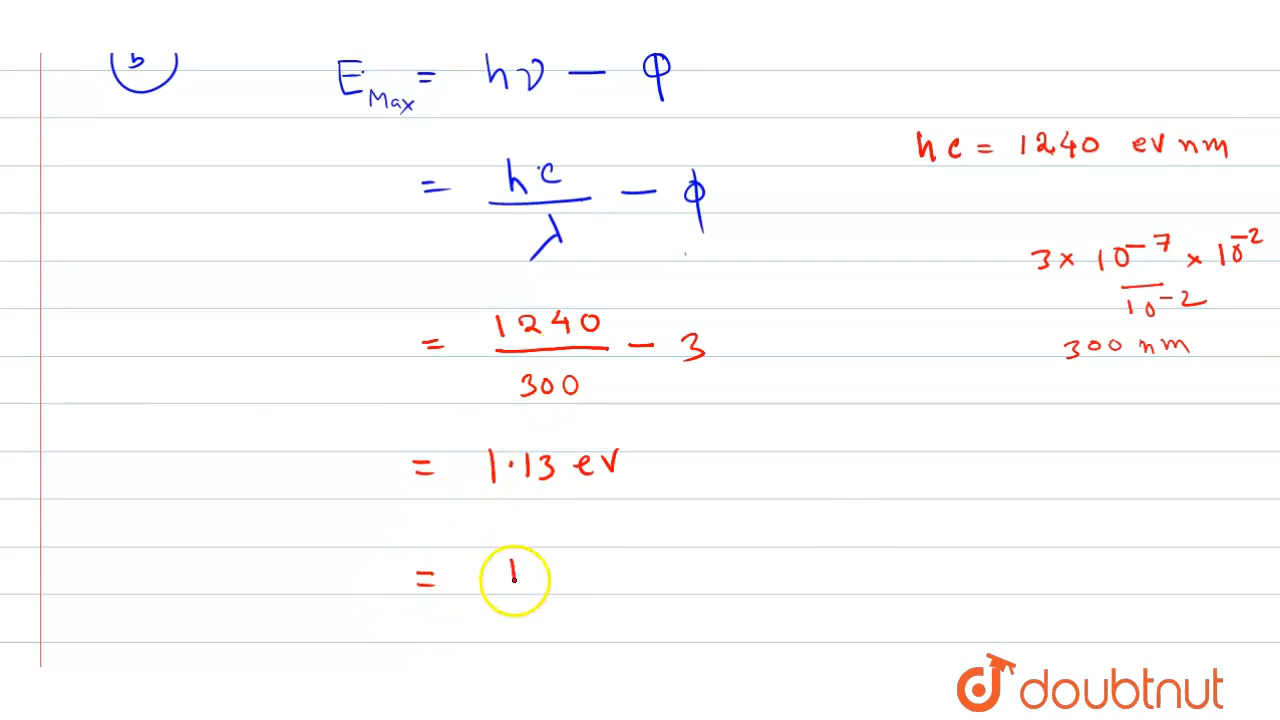 b
E_Max = hν − φ
hc = 1240 ev nm
= hc/λ − φ
3 × 10⁻⁷ × 10⁻²
10⁻²
300 nm
= 1240/300 − 3
= 1.13 ev
= 1
doubtnut